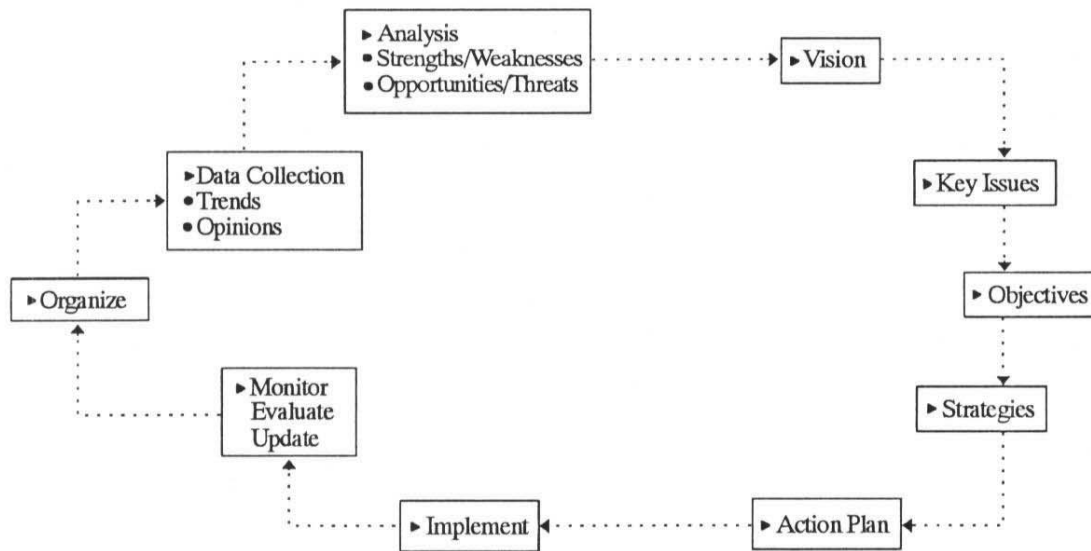 ▸ Analysis
• Strengths/Weaknesses
• Opportunities/Threats
▸ Vision
▸ Data Collection
• Trends
• Opinions
▸ Key Issues
▸ Organize
▸ Objectives
▸ Monitor
Evaluate
Update
▸ Strategies
▸ Implement
▸ Action Plan